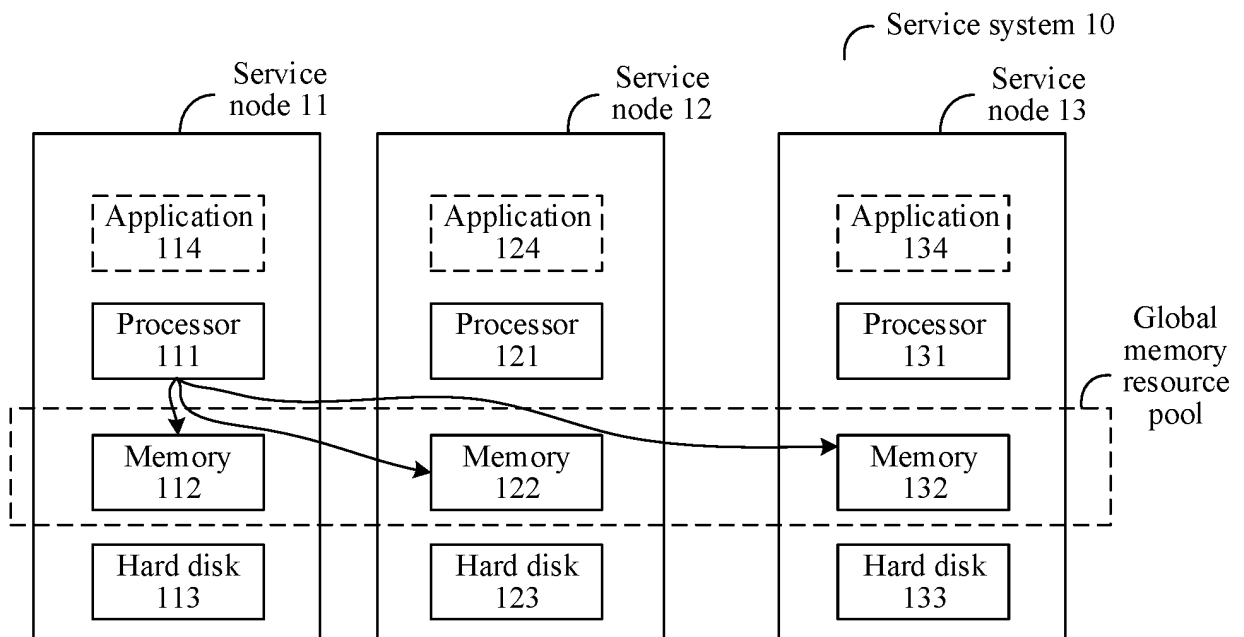 Service system 10
Service
node 11
Service
node 12
Service
node 13
Application
114
Application
124
Application
134
Processor
111
Processor
121
Processor
131
Global
memory
resource
pool
Memory
112
Memory
122
Memory
132
Hard disk
113
Hard disk
123
Hard disk
133